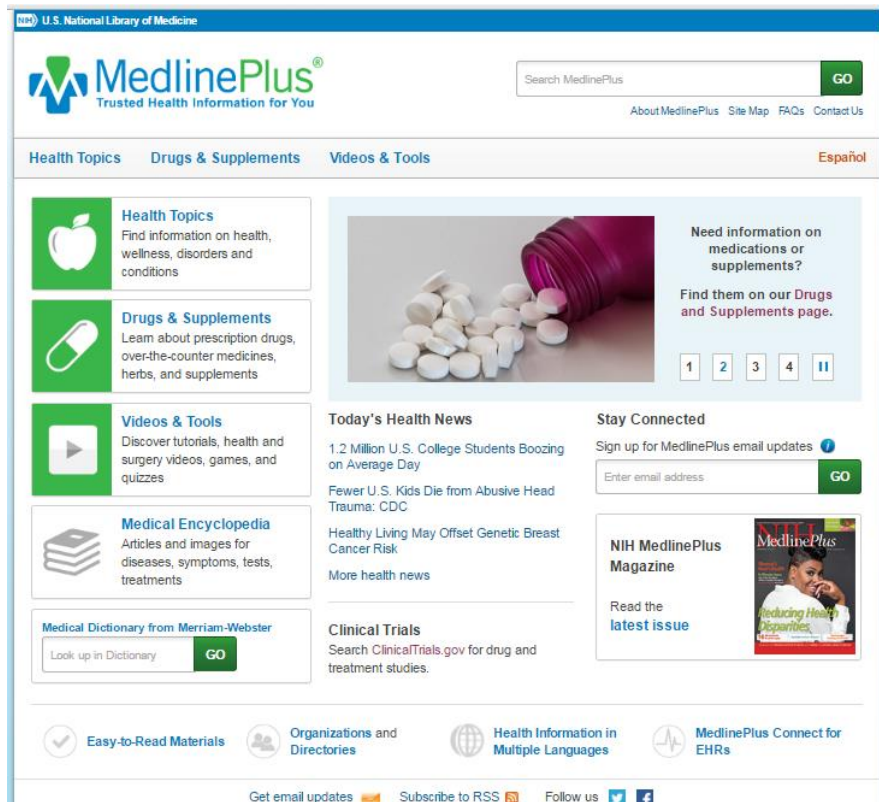 NIH U.S. National Library of Medicine
MedlinePlus®
Trusted Health Information for You
Search MedlinePlus
GO
About MedlinePlus Site Map FAQs Contact Us
Health Topics Drugs & Supplements Videos & Tools
Español
Health Topics
Find information on health,
wellness, disorders and
conditions
Drugs & Supplements
Learn about prescription drugs,
over-the-counter medicines,
herbs, and supplements
Videos & Tools
Discover tutorials, health and
surgery videos, games, and
quizzes
Medical Encyclopedia
Articles and images for
diseases, symptoms, tests,
treatments
Medical Dictionary from Merriam-Webster
Look up in Dictionary
GO
Need information on
medications or
supplements?
Find them on our Drugs
and Supplements page.
1 2 3 4
Today's Health News
1.2 Million U.S. College Students Boozing
on Average Day
Fewer U.S. Kids Die from Abusive Head
Trauma: CDC
Healthy Living May Offset Genetic Breast
Cancer Risk
More health news
Clinical Trials
Search ClinicalTrials.gov for drug and
treatment studies.
Stay Connected
Sign up for MedlinePlus email updates
Enter email address
GO
NIH MedlinePlus
Magazine
Read the
latest issue
NIH
MedlinePlus
Reducing Health
Disparities
Easy-to-Read Materials
Organizations and
Directories
Health Information in
Multiple Languages
MedlinePlus Connect for
EHRs
Get email updates Subscribe to RSS Follow us